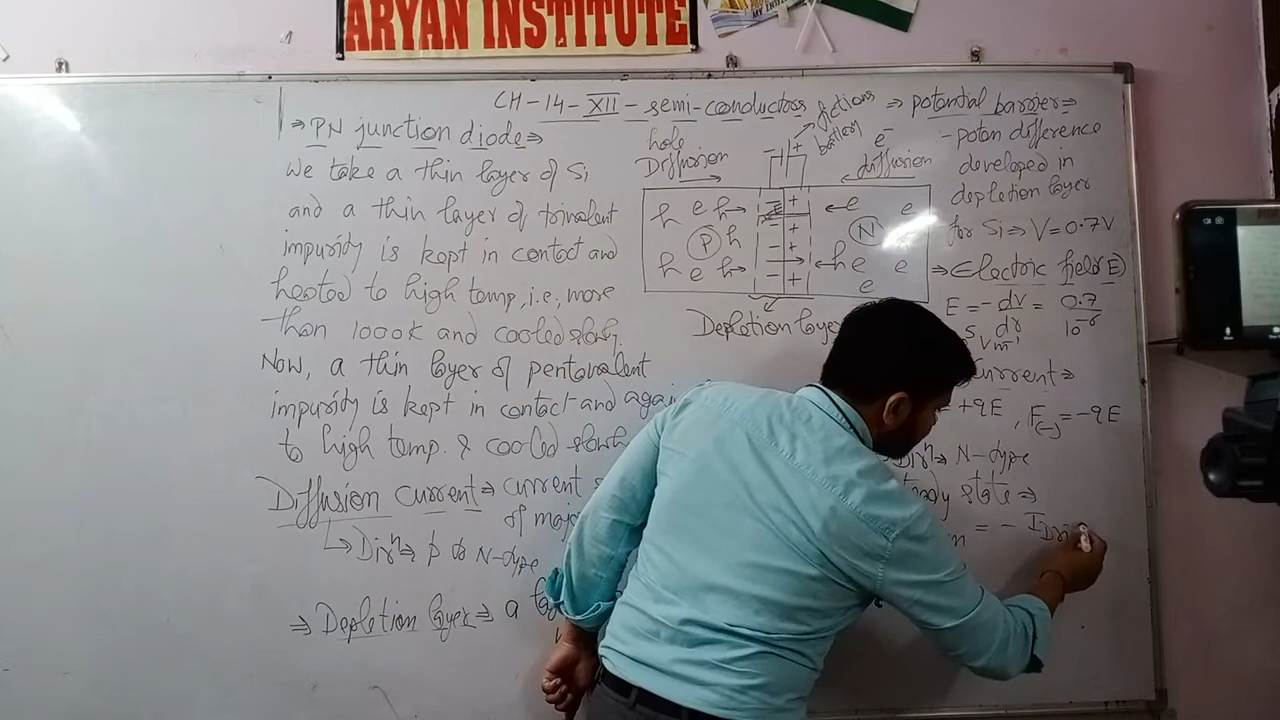 ARYAN INSTITUTE
CH-14-XII-semi-conductors
⇒ PN junction diode ⇒
We take a thin layer of Si
and a thin layer of trivalent
impurity is kept in contact and
heated to high temp., i.e., more
than 1000K and cooled slowly.
Now, a thin layer of pentavalent
impurity is kept in contact and again
to high temp. & cooled slowly
Diffusion current ⇒ current
of majo
↳ Dirⁿ ⇒ p to N-type
⇒ Depletion layer ⇒ a
hole
Diffusion
- +
fictions
battery
e⁻
diffusion
h e h → - + ← e e
P h - + N
h e h → - + ← h e e
e
Depletion laye
⇒ potential barrier ⇒
- poten difference
developed in
depletion layer
for Si ⇒ V = 0.7V
⇒ Electric field (E)
E = - dv/dr = 0.7/10⁻⁶
Vm⁻¹
current ⇒
= +qE, F(-) = -qE
Dirⁿ ⇒ N-type
state ⇒
= - IDri